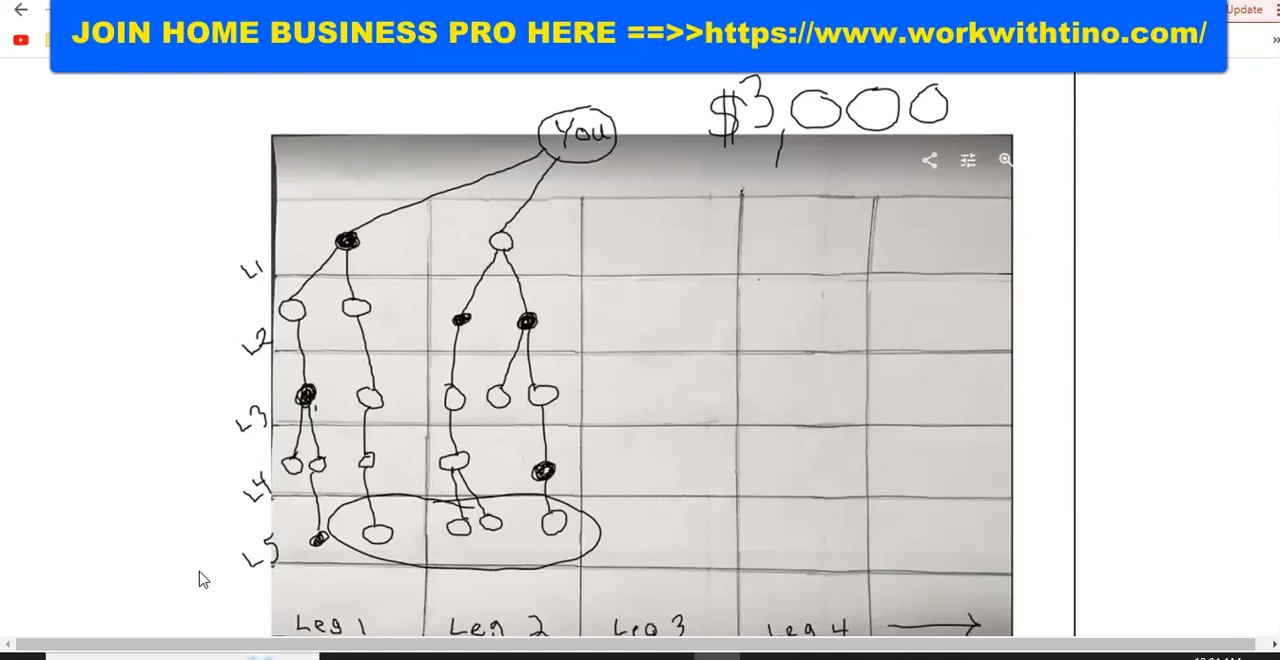 Update
JOIN HOME BUSINESS PRO HERE ==>>https://www.workwithtino.com/
»
$3,000
You
L1
L2
L3
L4
L5
Leg 1 Leg 2 Leg 3 Leg 4